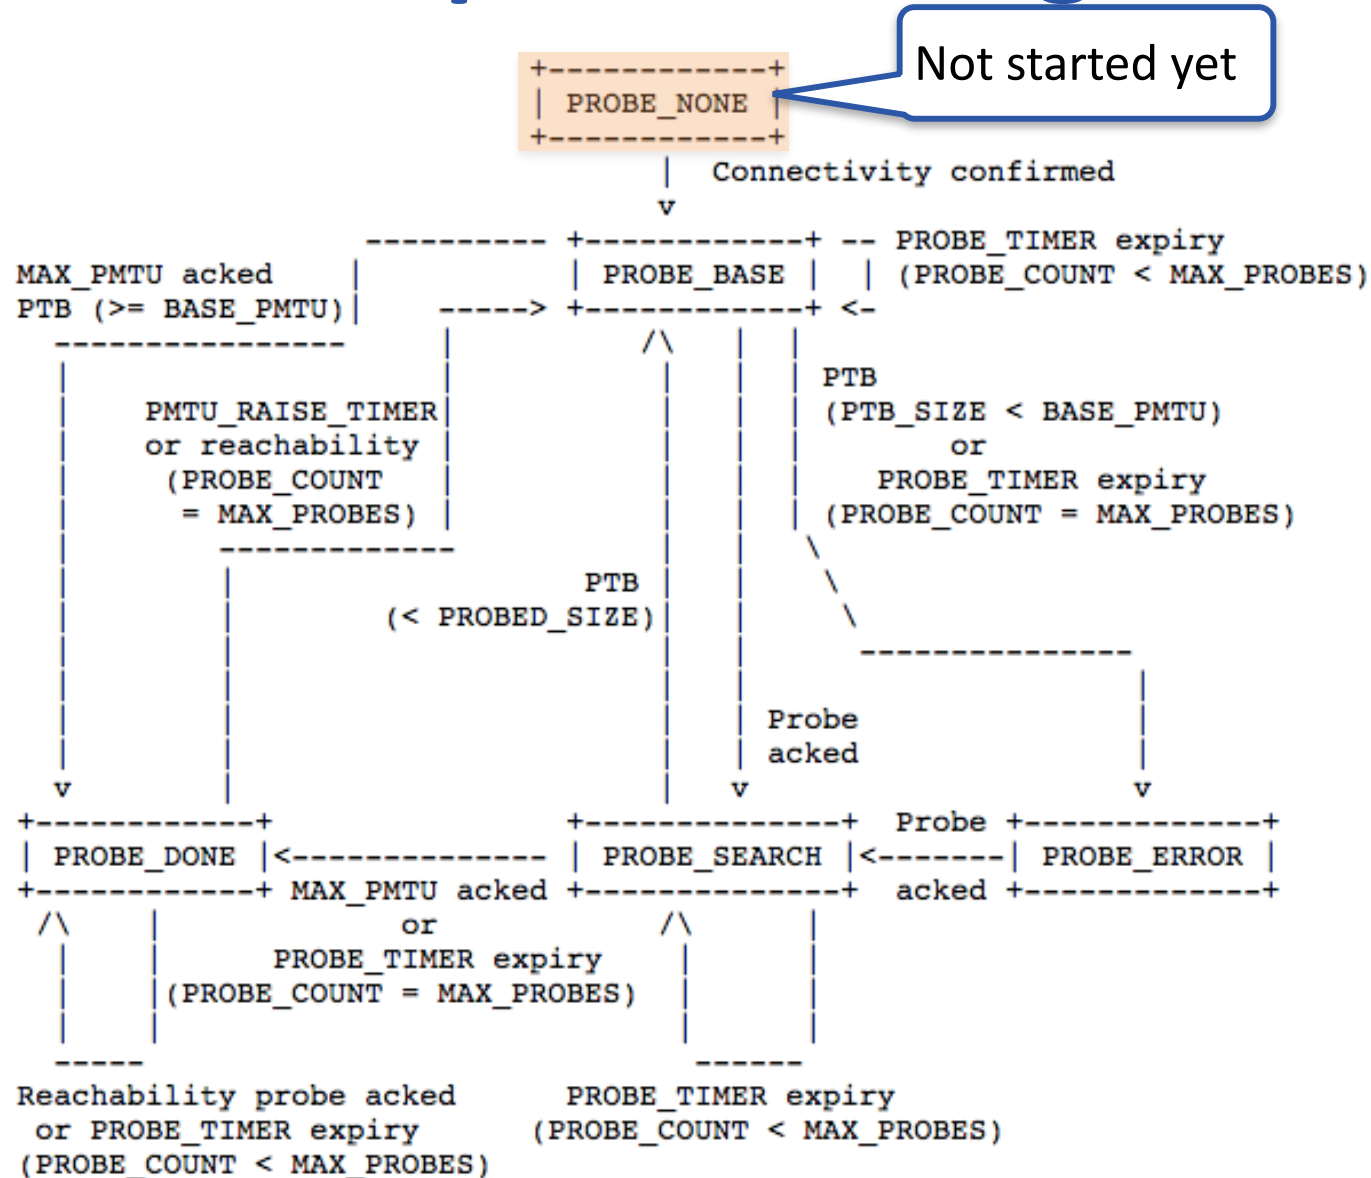 Not started yet
+------------+
| PROBE_NONE |
+------------+
| Connectivity confirmed
v
---------- +------------+ -- PROBE_TIMER expiry
MAX_PMTU acked | | PROBE_BASE | | (PROBE_COUNT < MAX_PROBES)
PTB (>= BASE_PMTU)| -----> +------------+ <-
---------------- | /\ | |
| | | | | PTB
| PMTU_RAISE_TIMER| | | | (PTB_SIZE < BASE_PMTU)
| or reachability | | | | or
| (PROBE_COUNT | | | | PROBE_TIMER expiry
| = MAX_PROBES) | | | | (PROBE_COUNT = MAX_PROBES)
| ------------- | | \
| | PTB | | \
| | (< PROBED_SIZE)| | \
| | | | ---------------
| | | | |
| | | | Probe |
| | | | acked |
v | | v v
+------------+ +--------------+ Probe +-------------+
| PROBE_DONE |<-------------- | PROBE_SEARCH |<-------| PROBE_ERROR |
+------------+ MAX_PMTU acked +--------------+ acked +-------------+
/\ | or /\ |
| | PROBE_TIMER expiry | |
| |(PROBE_COUNT = MAX_PROBES) | |
| | | |
----- ------
Reachability probe acked PROBE_TIMER expiry
or PROBE_TIMER expiry (PROBE_COUNT < MAX_PROBES)
(PROBE_COUNT < MAX_PROBES)